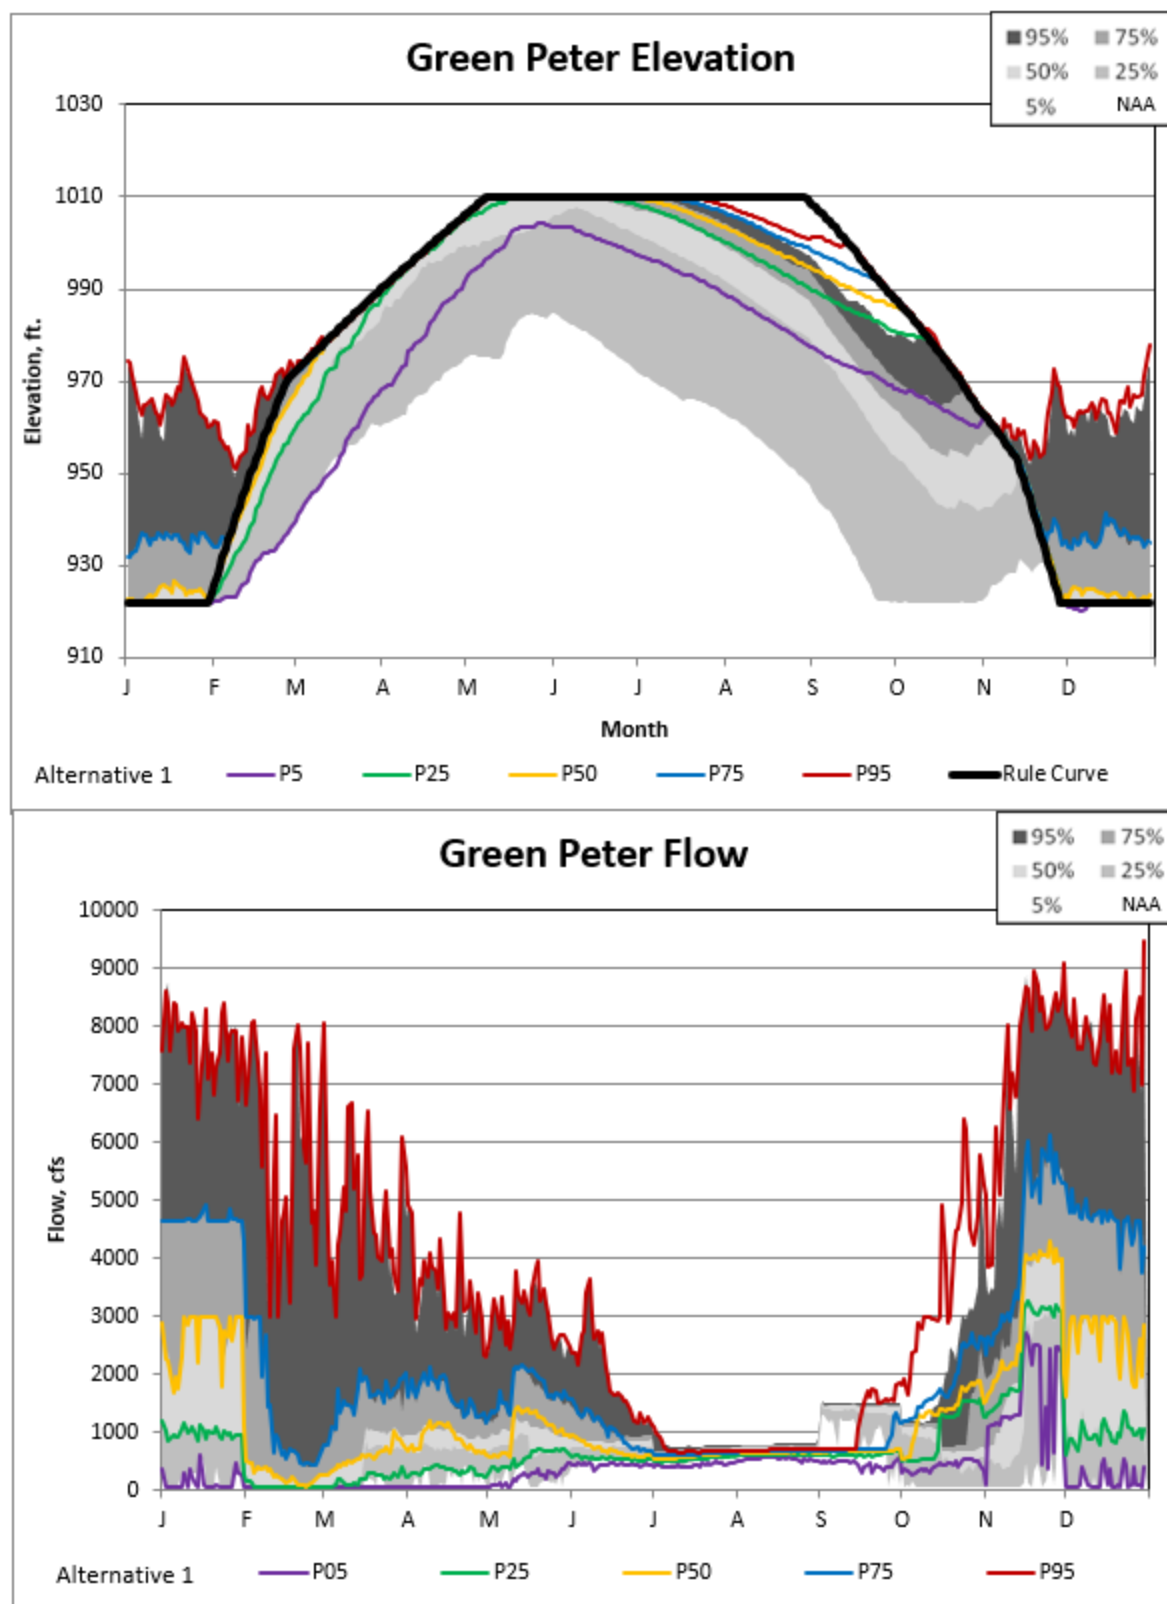 Green Peter Elevation
95% 75%
50% 25%
5% NAA
1030
1010
990
970
950
930
910
Elevation, ft.
J F M A M J J A S O N D
Month
Alternative 1 P5 P25 P50 P75 P95 Rule Curve
Green Peter Flow
95% 75%
50% 25%
5% NAA
10000
9000
8000
7000
6000
5000
4000
3000
2000
1000
0
Flow, cfs
J F M A M J J A S O N D
Alternative 1 P05 P25 P50 P75 P95